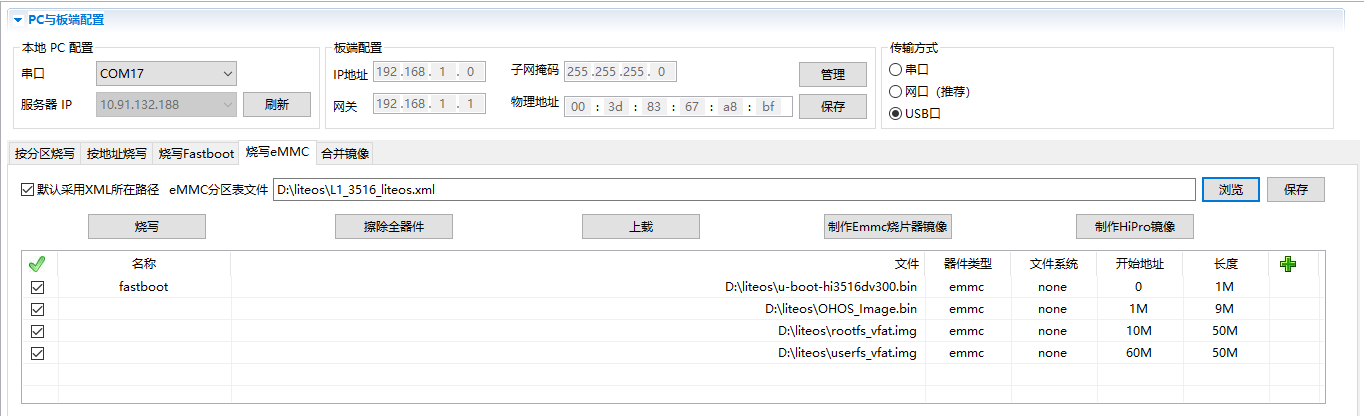 PC与板端配置
本地 PC 配置
串口
COM17
服务器 IP
10.91.132.188
刷新
板端配置
IP地址 192 .168 . 1 . 0
子网掩码 255 .255 .255 . 0
管理
网关 192 .168 . 1 . 1
物理地址 00 : 3d : 83 : 67 : a8 : bf
保存
传输方式
串口
网口（推荐）
USB口
按分区烧写 按地址烧写 烧写Fastboot 烧写eMMC 合并镜像
默认采用XML所在路径 eMMC分区表文件 D:\liteos\L1_3516_liteos.xml 浏览 保存
烧写 擦除全器件 上载 制作Emmc烧片器镜像 制作HiPro镜像
名称 文件 器件类型 文件系统 开始地址 长度
fastboot D:\liteos\u-boot-hi3516dv300.bin emmc none 0 1M
D:\liteos\OHOS_Image.bin emmc none 1M 9M
D:\liteos\rootfs_vfat.img emmc none 10M 50M
D:\liteos\userfs_vfat.img emmc none 60M 50M